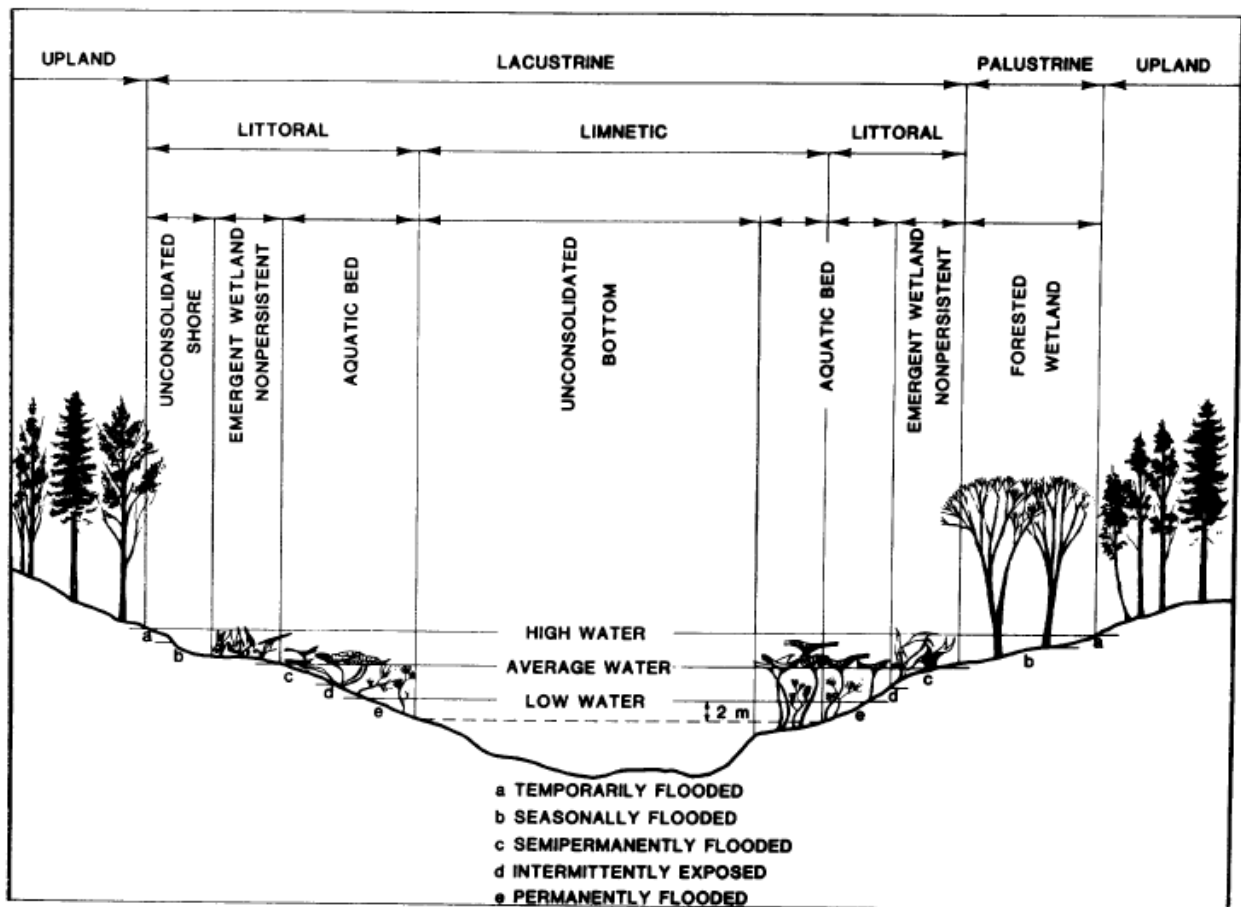 UPLAND LACUSTRINE PALUSTRINE UPLAND
LITTORAL LIMNETIC LITTORAL
UNCONSOLIDATED
SHORE
EMERGENT WETLAND
NONPERSISTENT
AQUATIC BED
UNCONSOLIDATED
BOTTOM
AQUATIC BED
EMERGENT WETLAND
NONPERSISTENT
FORESTED
WETLAND
a HIGH WATER a
b b
c AVERAGE WATER c
d LOW WATER d
e 2 m e
a TEMPORARILY FLOODED
b SEASONALLY FLOODED
c SEMIPERMANENTLY FLOODED
d INTERMITTENTLY EXPOSED
e PERMANENTLY FLOODED